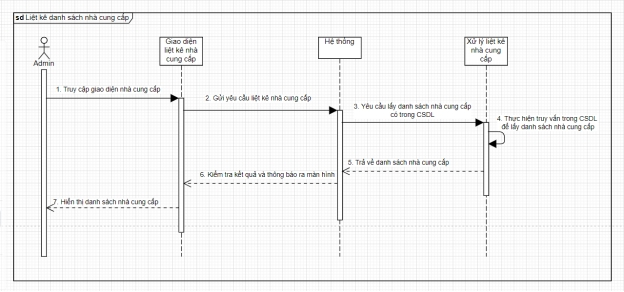 sd Liệt kê danh sách nhà cung cấp
Admin
Giao diện
liệt kê nhà
cung cấp
Hệ thống
Xử lý liệt kê
nhà cung
cấp
1. Truy cập giao diện nhà cung cấp
2. Gửi yêu cầu liệt kê nhà cung cấp
3. Yêu cầu lấy danh sách nhà cung cấp
có trong CSDL
4. Thực hiện truy vấn trong CSDL
để lấy danh sách nhà cung cấp
5. Trả về danh sách nhà cung cấp
6. Kiểm tra kết quả và thông báo ra màn hình
7. Hiển thị danh sách nhà cung cấp